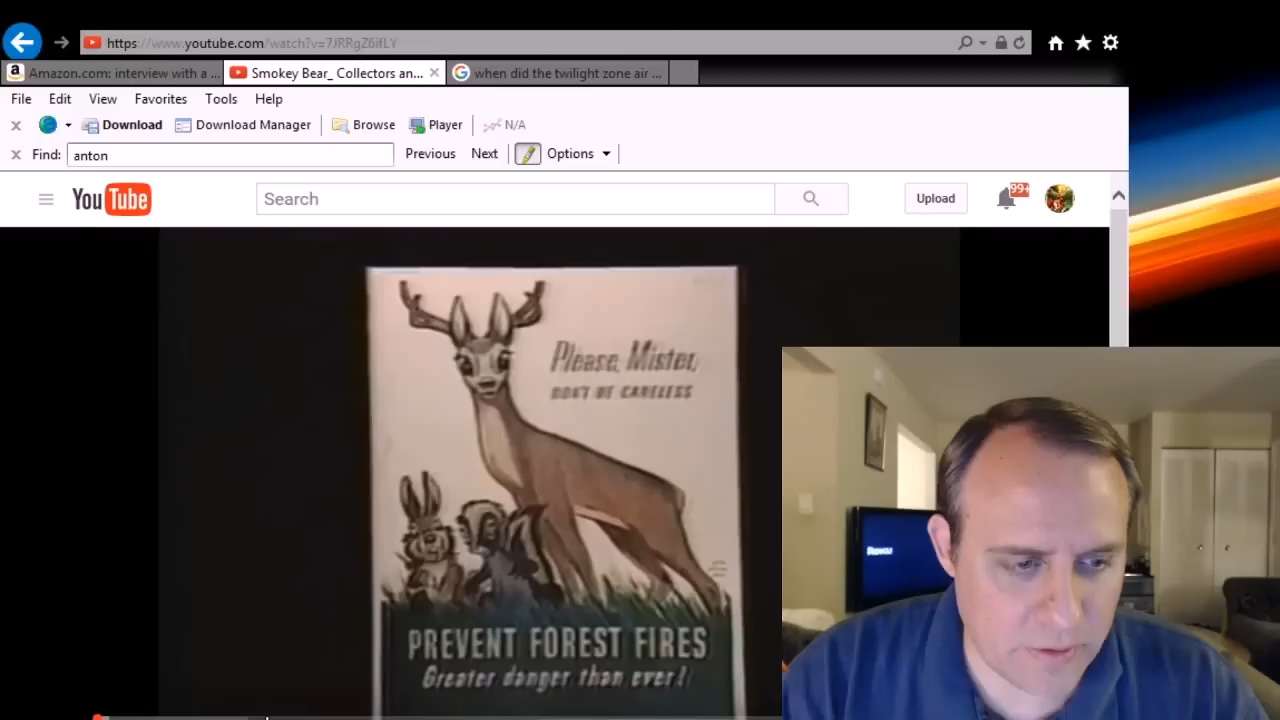 https://www.youtube.com/watch?v=7JRRgZ6ifLY
Amazon.com: interview with a ...
Smokey Bear_ Collectors an...
when did the twilight zone air ...
File Edit View Favorites Tools Help
Download Download Manager Browse Player N/A
Find: anton Previous Next Options
YouTube Search Upload 99+
Please, Mister,
DON'T BE CARELESS
PREVENT FOREST FIRES
Greater danger than ever!